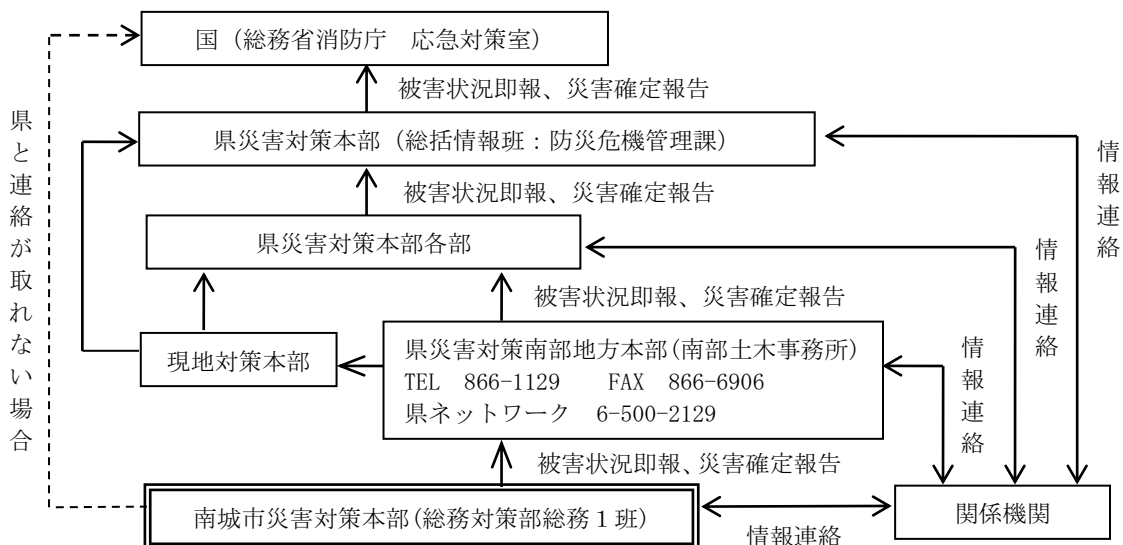 国（総務省消防庁　応急対策室）
被害状況即報、災害確定報告
県と連絡が取れない場合
県災害対策本部（総括情報班：防災危機管理課）
情報連絡
被害状況即報、災害確定報告
県災害対策本部各部
情報連絡
被害状況即報、災害確定報告
現地対策本部
県災害対策南部地方本部(南部土木事務所)
TEL　866-1129　　FAX　866-6906
県ネットワーク　6-500-2129
情報連絡
被害状況即報、災害確定報告
南城市災害対策本部(総務対策部総務１班)
情報連絡
関係機関